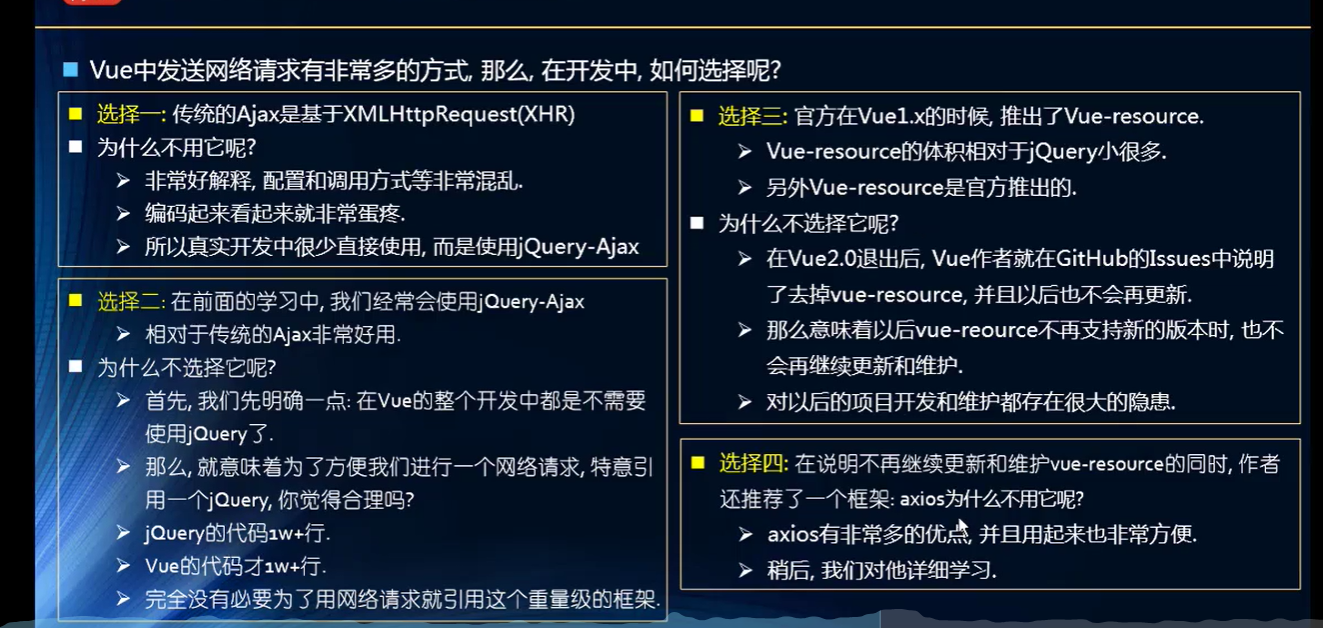 Vue中发送网络请求有非常多的方式, 那么, 在开发中, 如何选择呢?
选择一: 传统的Ajax是基于XMLHttpRequest(XHR)
为什么不用它呢?
非常好解释, 配置和调用方式等非常混乱.
编码起来看起来就非常蛋疼.
所以真实开发中很少直接使用, 而是使用jQuery-Ajax
选择二: 在前面的学习中, 我们经常会使用jQuery-Ajax
相对于传统的Ajax非常好用.
为什么不选择它呢?
首先, 我们先明确一点: 在Vue的整个开发中都是不需要
使用jQuery了.
那么, 就意味着为了方便我们进行一个网络请求, 特意引
用一个jQuery, 你觉得合理吗?
jQuery的代码1w+行.
Vue的代码才1w+行.
完全没有必要为了用网络请求就引用这个重量级的框架.
选择三: 官方在Vue1.x的时候, 推出了Vue-resource.
Vue-resource的体积相对于jQuery小很多.
另外Vue-resource是官方推出的.
为什么不选择它呢?
在Vue2.0退出后, Vue作者就在GitHub的Issues中说明
了去掉vue-resource, 并且以后也不会再更新.
那么意味着以后vue-reource不再支持新的版本时, 也不
会再继续更新和维护.
对以后的项目开发和维护都存在很大的隐患.
选择四: 在说明不再继续更新和维护vue-resource的同时, 作者
还推荐了一个框架: axios为什么不用它呢?
axios有非常多的优点, 并且用起来也非常方便.
稍后, 我们对他详细学习.